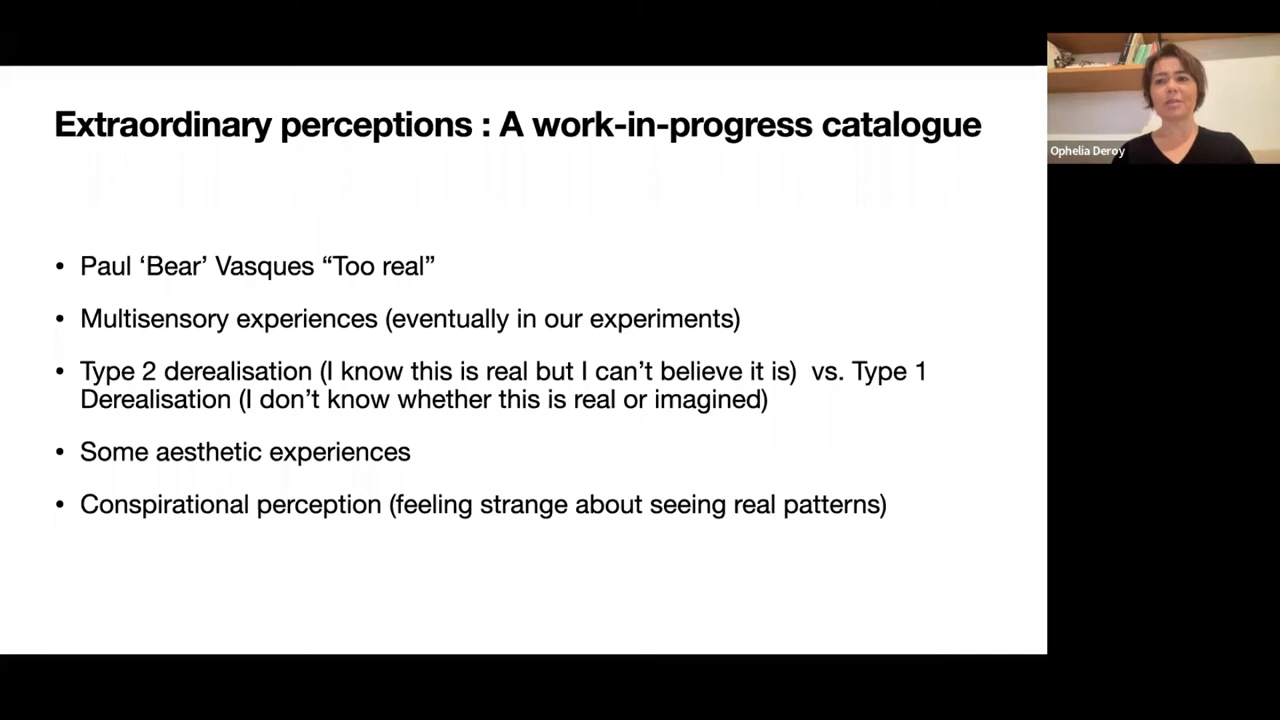 Extraordinary perceptions : A work-in-progress catalogue
Ophelia Deroy
• Paul ‘Bear’ Vasques “Too real”
• Multisensory experiences (eventually in our experiments)
• Type 2 derealisation (I know this is real but I can’t believe it is)  vs. Type 1
Derealisation (I don’t know whether this is real or imagined)
• Some aesthetic experiences
• Conspirational perception (feeling strange about seeing real patterns)